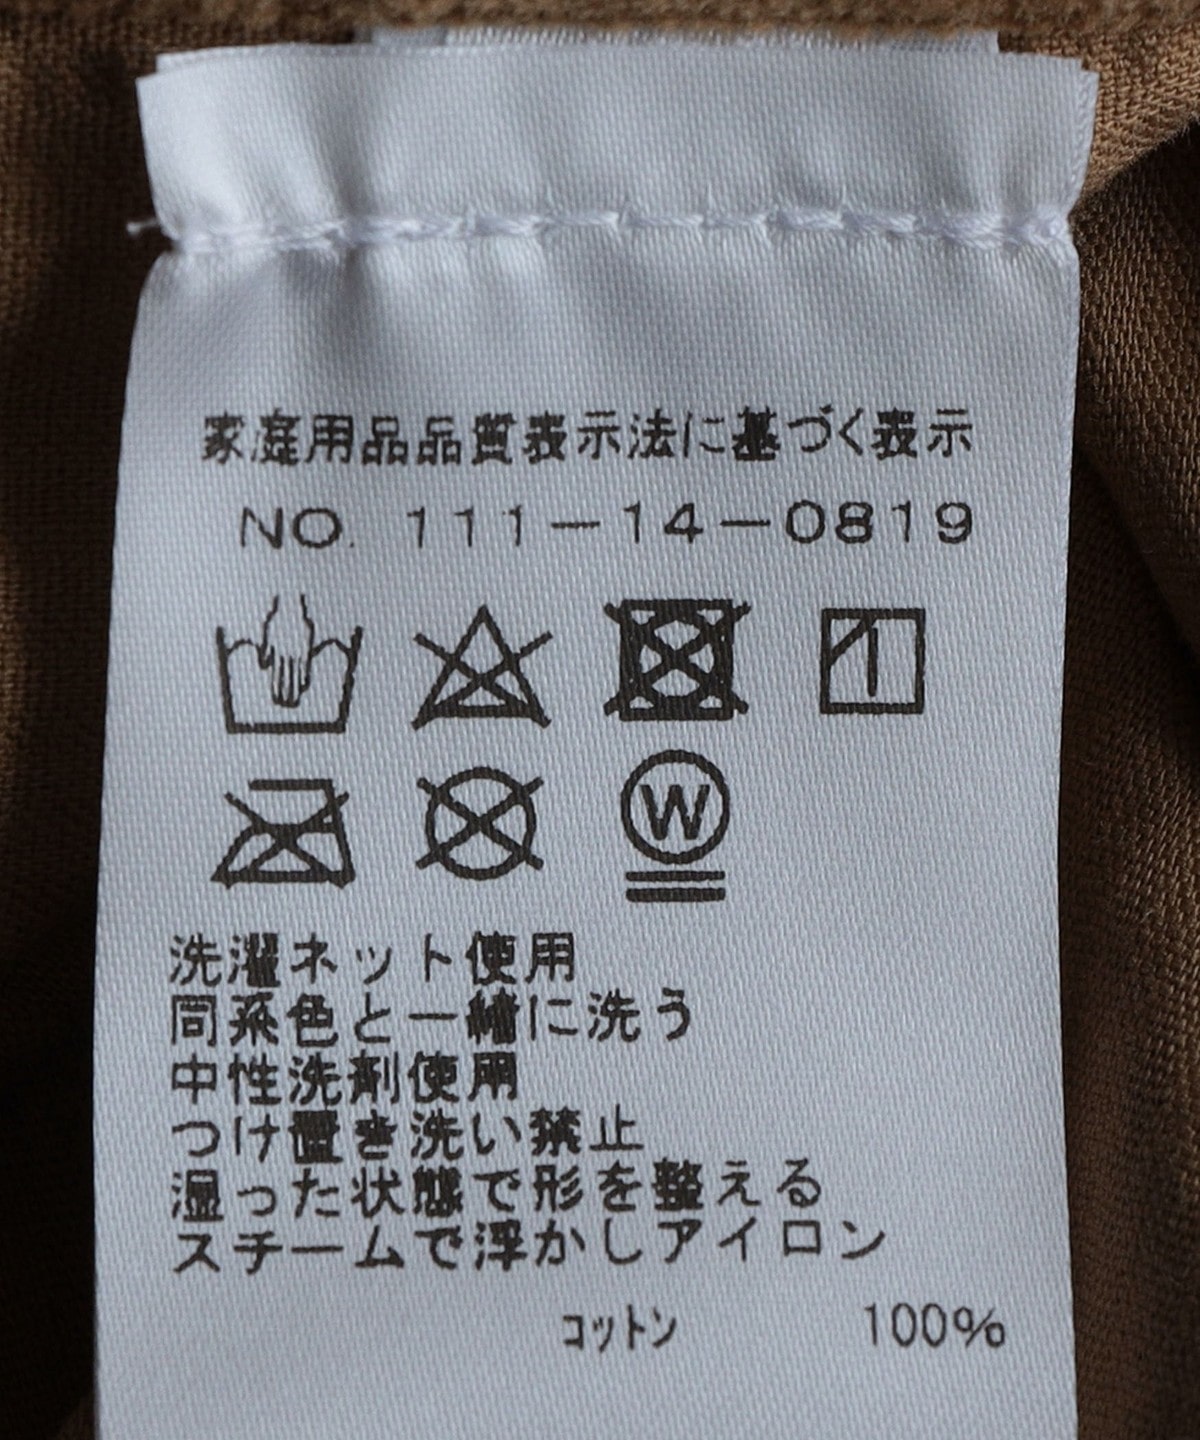 家庭用品品質表示法に基づく表示
NO. 111-14-0819
W
洗濯ネット使用
同系色と一緒に洗う
中性洗剤使用
つけ置き洗い禁止
湿った状態で形を整える
スチームで浮かしアイロン
コットン 100%